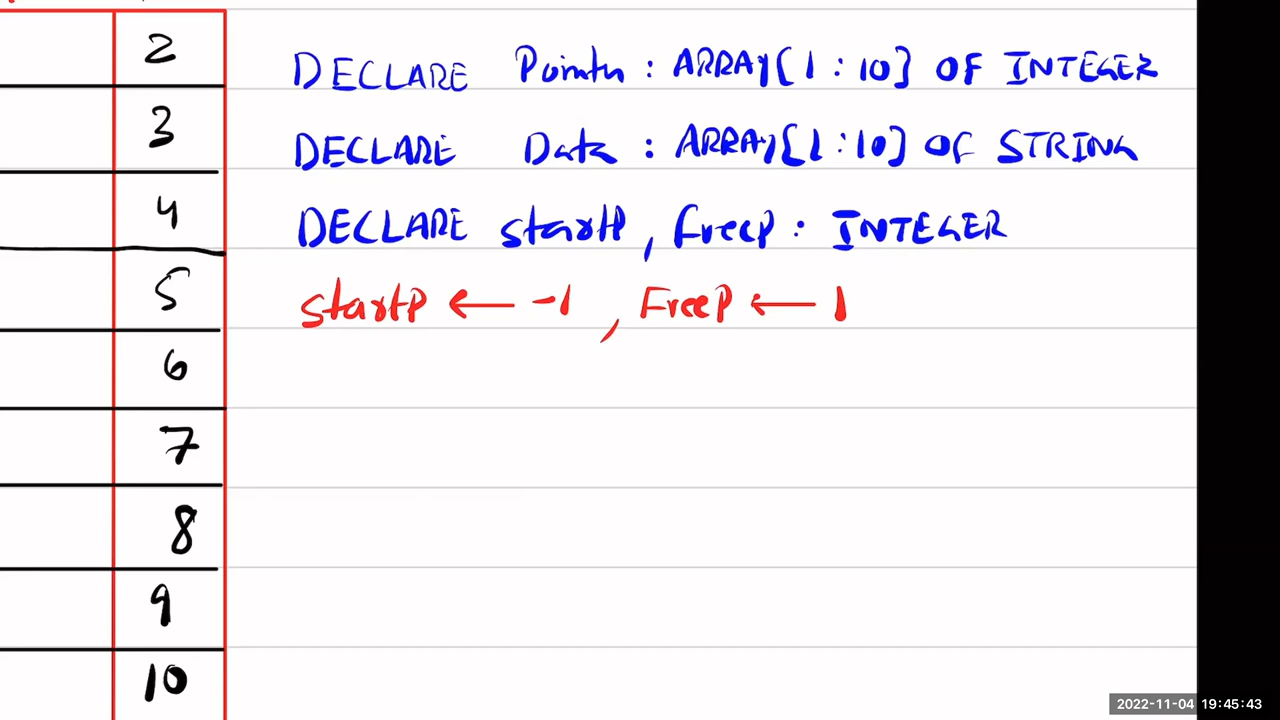 2
DECLARE Pointer : ARRAY[1 : 10] OF INTEGER
3
DECLARE Data : ARRAY[1 : 10] OF STRING
4
DECLARE startP, FreeP : INTEGER
5
startP ← -1 , FreeP ← 1
6
7
8
9
10
2022-11-04 19:45:43